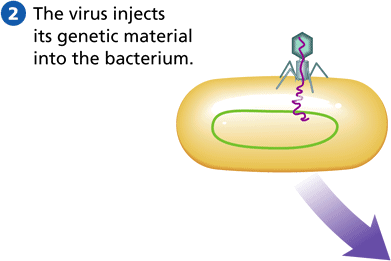 2 The virus injects
its genetic material
into the bacterium.